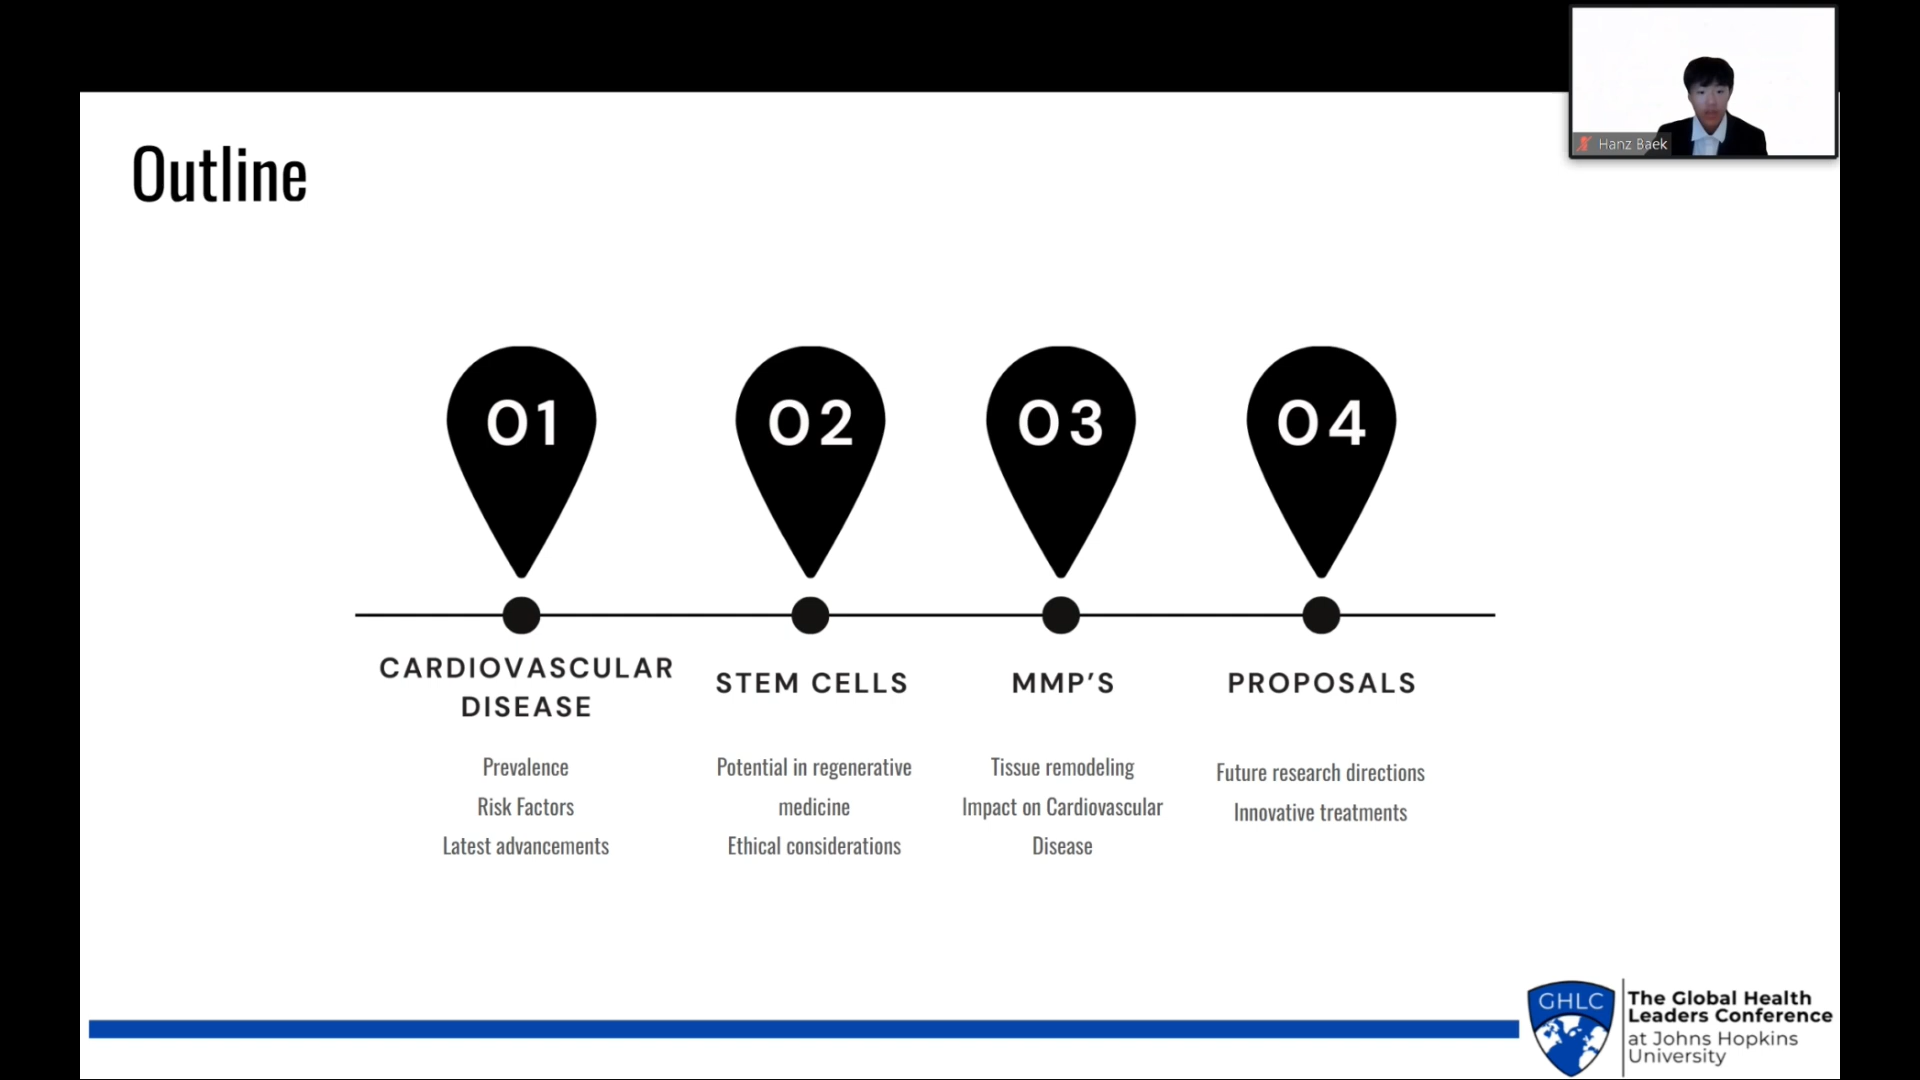 Hanz Baek
Outline
01
02
03
04
CARDIOVASCULAR
DISEASE
Prevalence
Risk Factors
Latest advancements
STEM CELLS
Potential in regenerative
medicine
Ethical considerations
MMP’S
Tissue remodeling
Impact on Cardiovascular
Disease
PROPOSALS
Future research directions
Innovative treatments
GHLC
The Global Health
Leaders Conference
at Johns Hopkins
University